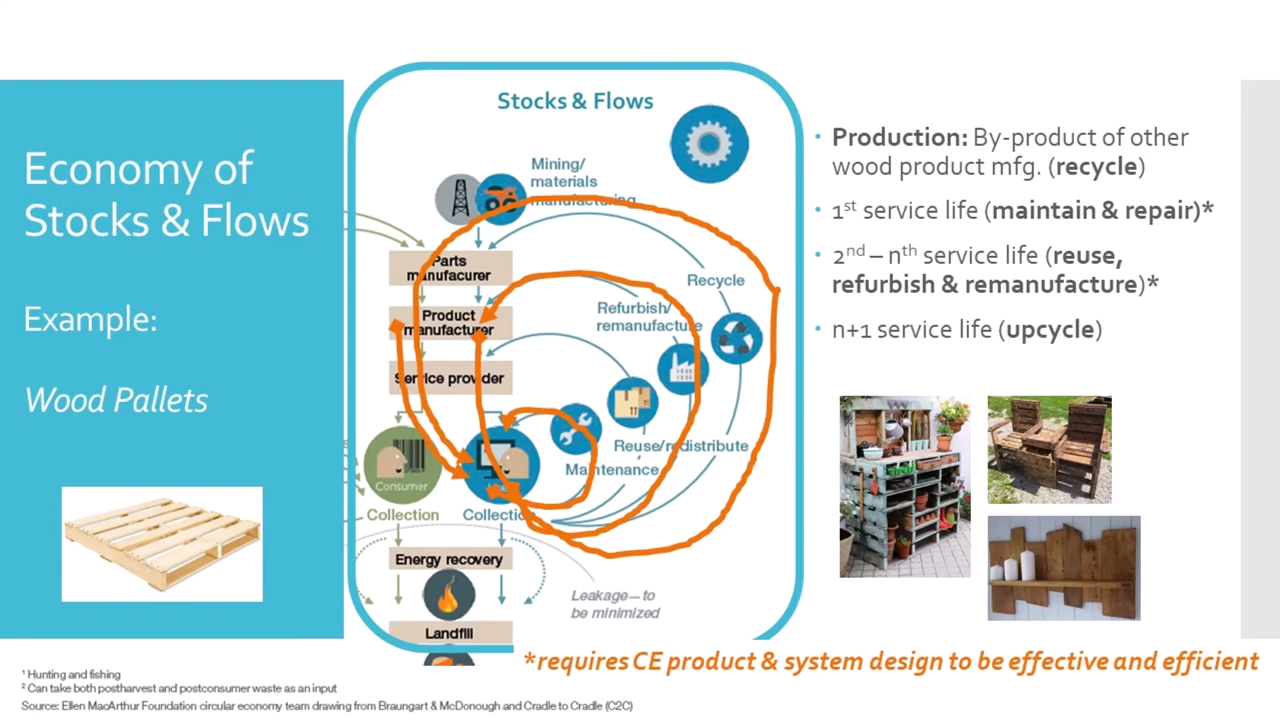 Economy of
Stocks & Flows
Example:
Wood Pallets
Stocks & Flows
Mining/
materials
manufacturing
Parts
manufacurer
Recycle
Refurbish/
remanufacture
Product
manufacturer
Service provider
Reuse/redistribute
Maintenance
Consumer
Collection
Collection
Energy recovery
Leakage—to
be minimized
Landfill
• Production: By-product of other
wood product mfg. (recycle)
• 1st service life (maintain & repair)*
• 2nd – nth service life (reuse,
refurbish & remanufacture)*
• n+1 service life (upcycle)
*requires CE product & system design to be effective and efficient
1 Hunting and fishing
2 Can take both postharvest and postconsumer waste as an input
Source: Ellen MacArthur Foundation circular economy team drawing from Braungart & McDonough and Cradle to Cradle (C2C)